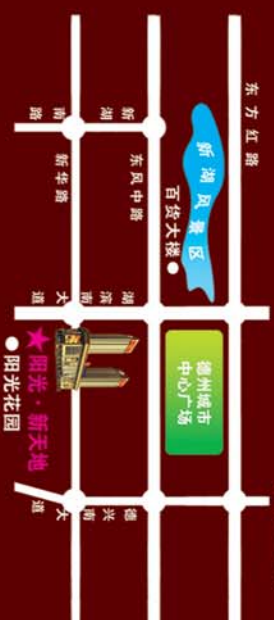 东方红路
新湖风景区
百货大楼
东风中路
新湖南路
新华路
湖滨南大道
德州城市
中心广场
阳光·新天地
阳光花园
德兴南大道